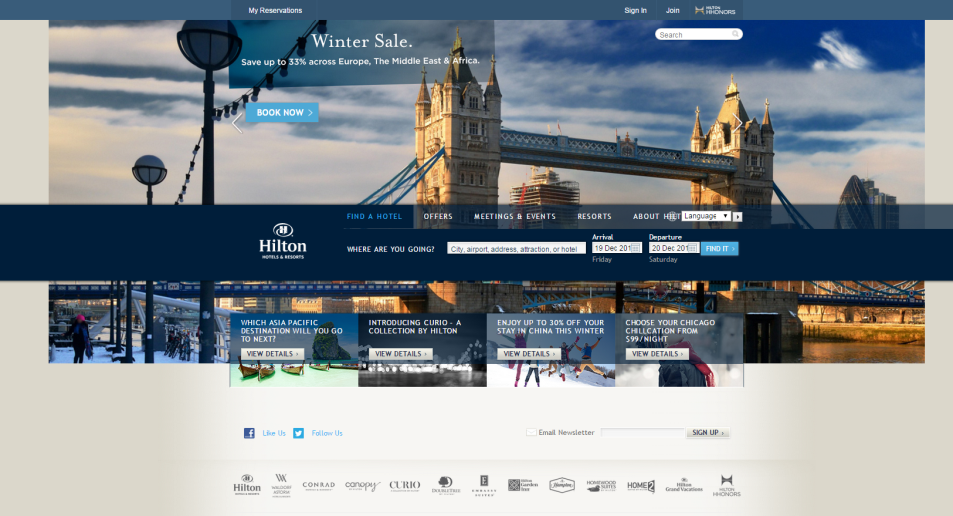 My Reservations
Sign In
Join
HILTON
HHONORS
Search
Winter Sale.
Save up to 33% across Europe, The Middle East & Africa.
BOOK NOW
FIND A HOTEL
OFFERS
MEETINGS & EVENTS
RESORTS
ABOUT
Language
Hilton
HOTELS & RESORTS
WHERE ARE YOU GOING?
City, airport, address, attraction, or hotel
Arrival
19 Dec 201
Friday
Departure
20 Dec 201
Saturday
FIND IT
WHICH ASIA PACIFIC
DESTINATION WILL YOU GO
TO NEXT?
VIEW DETAILS
INTRODUCING CURIO - A
COLLECTION BY HILTON
VIEW DETAILS
ENJOY UP TO 30% OFF YOUR
STAY IN CHINA THIS WINTER
VIEW DETAILS
CHOOSE YOUR CHICAGO
CHILLCATION FROM
$99/NIGHT
VIEW DETAILS
Like Us
Follow Us
Email Newsletter
SIGN UP
Hilton
HOTELS & RESORTS
WALDORF
ASTORIA
CONRAD
HOTELS & RESORTS
canopy
CURIO
DOUBLETREE
EMBASSY
SUITES
Hilton
Garden
Inn
Hampton
HOMEWOOD
SUITES
HOME2
Hilton
Grand Vacations
HILTON
HHONORS